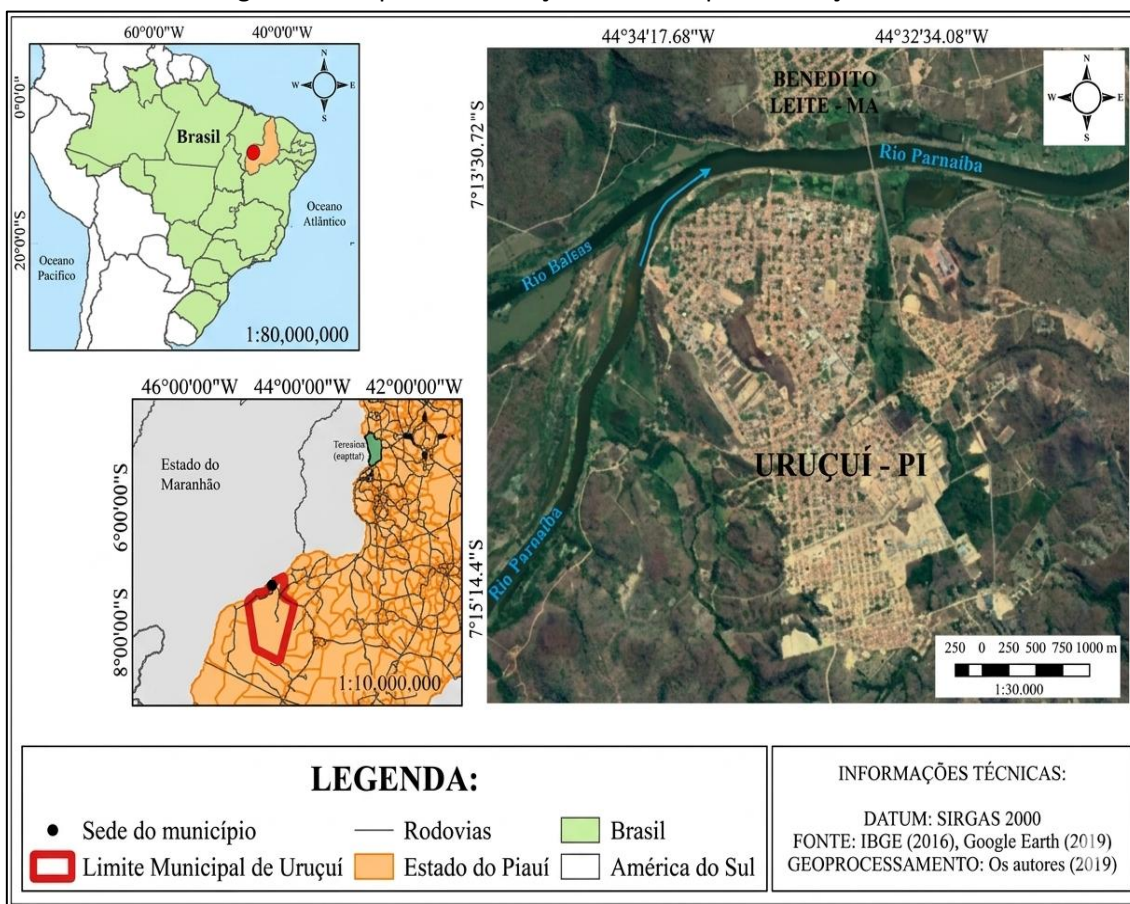 60°0'0"W
40°0'0"W
0°0'0"
20°0'0"S
N
W
E
S
Brasil
Oceano
Atlântico
Oceano
Pacífico
1:80,000,000
46°00'00"W
44°00'00"W
42°00'00"W
6°00'00"S
8°00'00"S
Estado do
Maranhão
Teresioa
(eapttaf)
1:10,000,000
44°34'17.68"W
44°32'34.08"W
7°13'30.72"S
7°15'14.4"S
BENEDITO
LEITE - MA
N
W
E
S
Rio Parnaíba
Rio Balsas
Rio Parnaíba
URUÇUÍ - PI
250 0 250 500 750 1000 m
1:30.000
LEGENDA:
Sede do município
Rodovias
Brasil
Limite Municipal de Uruçuí
Estado do Piauí
América do Sul
INFORMAÇÕES TÉCNICAS:
DATUM: SIRGAS 2000
FONTE: IBGE (2016), Google Earth (2019)
GEOPROCESSAMENTO: Os autores (2019)